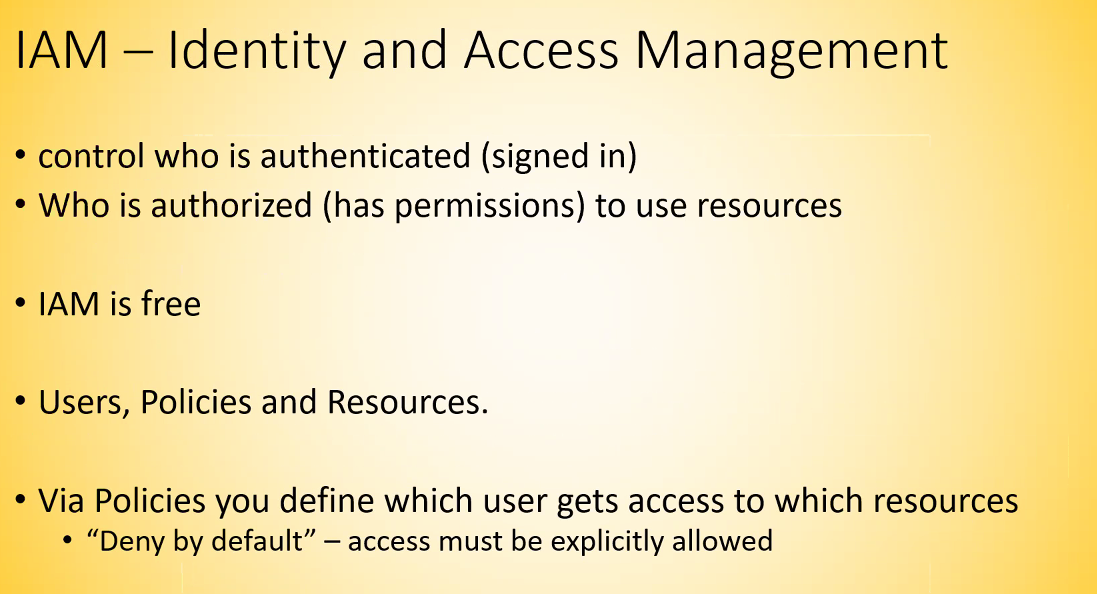 IAM – Identity and Access Management
• control who is authenticated (signed in)
• Who is authorized (has permissions) to use resources
• IAM is free
• Users, Policies and Resources.
• Via Policies you define which user gets access to which resources
• “Deny by default” – access must be explicitly allowed